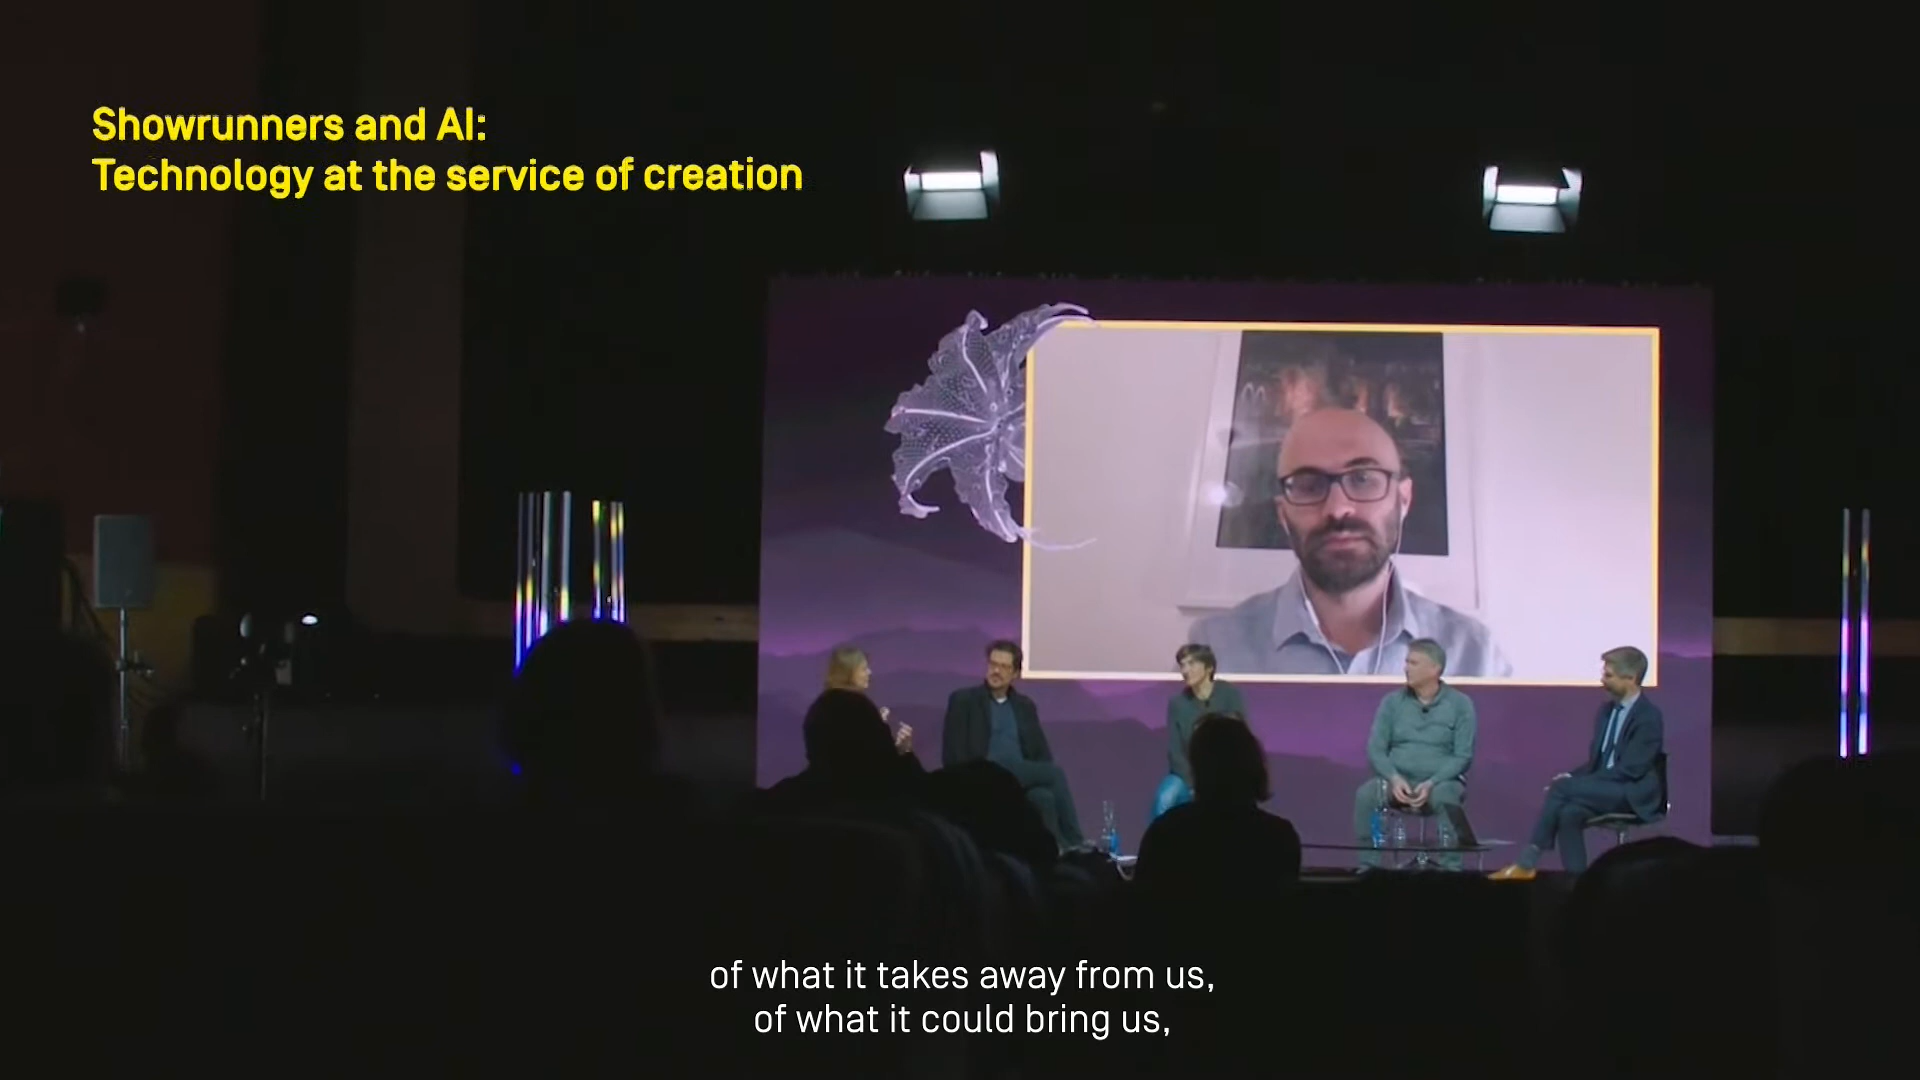 Showrunners and AI:
Technology at the service of creation
of what it takes away from us,
of what it could bring us,